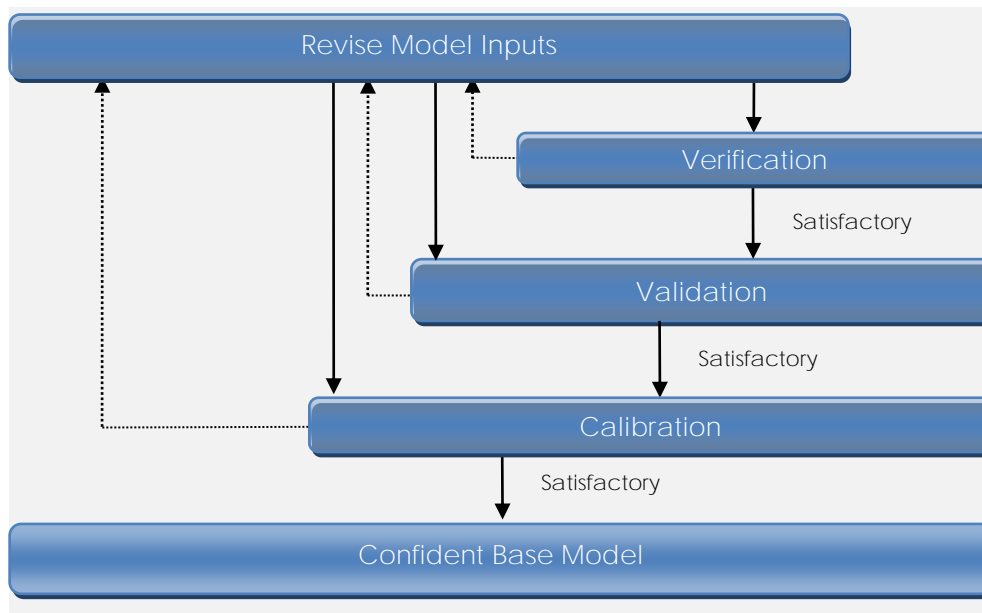 Revise Model Inputs
Verification
Satisfactory
Validation
Satisfactory
Calibration
Satisfactory
Confident Base Model